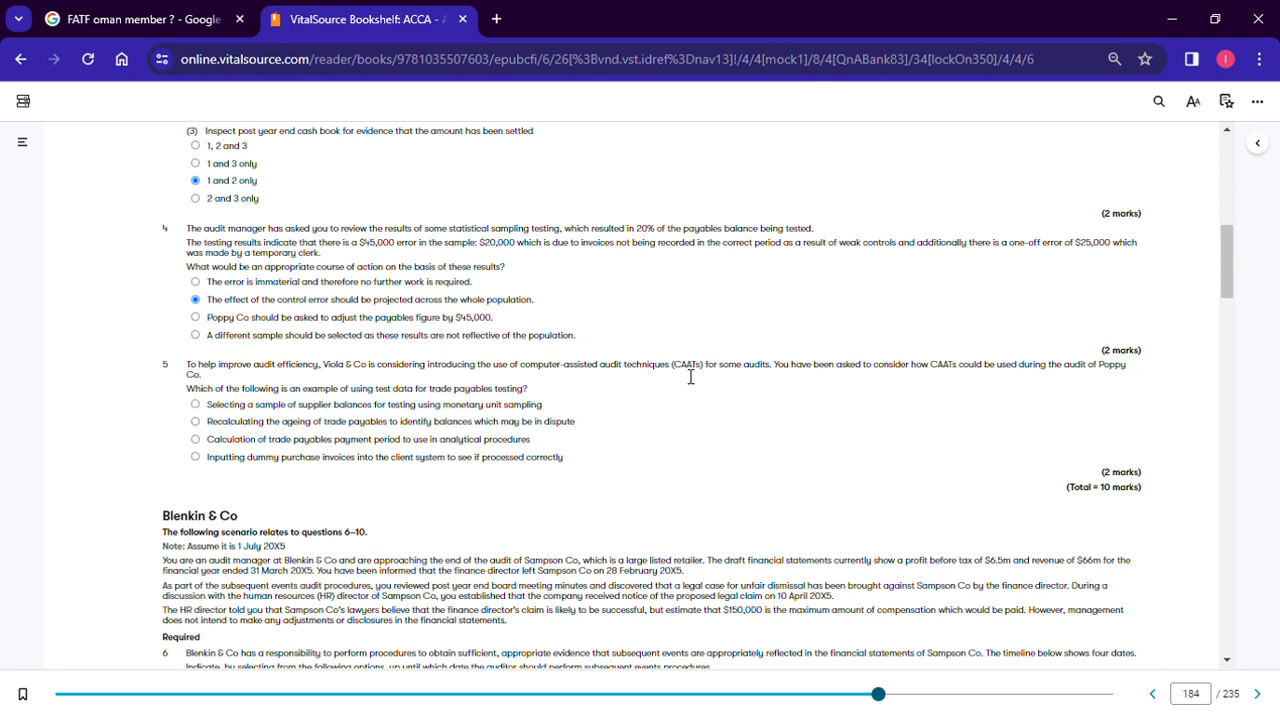 FATF oman member ? - Google
VitalSource Bookshelf: ACCA -
online.vitalsource.com/reader/books/9781035507603/epubcfi/6/26[%3Bvnd.vst.idref%3Dnav13]!/4/4[mock1]/8/4[QnABank83]/34[lockOn350]/4/4/6
I
AA
(3) Inspect post year end cash book for evidence that the amount has been settled
1, 2 and 3
1 and 3 only
1 and 2 only
2 and 3 only
(2 marks)
4 The audit manager has asked you to review the results of some statistical sampling testing, which resulted in 20% of the payables balance being tested.
The testing results indicate that there is a $45,000 error in the sample: $20,000 which is due to invoices not being recorded in the correct period as a result of weak controls and additionally there is a one-off error of $25,000 which
was made by a temporary clerk.
What would be an appropriate course of action on the basis of these results?
The error is immaterial and therefore no further work is required.
The effect of the control error should be projected across the whole population.
Poppy Co should be asked to adjust the payables figure by $45,000.
A different sample should be selected as these results are not reflective of the population.
(2 marks)
5 To help improve audit efficiency, Viola & Co is considering introducing the use of computer-assisted audit techniques (CAATs) for some audits. You have been asked to consider how CAATs could be used during the audit of Poppy
Co.
Which of the following is an example of using test data for trade payables testing?
Selecting a sample of supplier balances for testing using monetary unit sampling
Recalculating the ageing of trade payables to identify balances which may be in dispute
Calculation of trade payables payment period to use in analytical procedures
Inputting dummy purchase invoices into the client system to see if processed correctly
(2 marks)
(Total = 10 marks)
Blenkin & Co
The following scenario relates to questions 6–10.
Note: Assume it is 1 July 20X5
You are an audit manager at Blenkin & Co and are approaching the end of the audit of Sampson Co, which is a large listed retailer. The draft financial statements currently show a profit before tax of $6.5m and revenue of $66m for the
financial year ended 31 March 20X5. You have been informed that the finance director left Sampson Co on 28 February 20X5.
As part of the subsequent events audit procedures, you reviewed post year end board meeting minutes and discovered that a legal case for unfair dismissal has been brought against Sampson Co by the finance director. During a
discussion with the human resources (HR) director of Sampson Co, you established that the company received notice of the proposed legal claim on 10 April 20X5.
The HR director told you that Sampson Co's lawyers believe that the finance director's claim is likely to be successful, but estimate that $150,000 is the maximum amount of compensation which would be paid. However, management
does not intend to make any adjustments or disclosures in the financial statements.
Required
6 Blenkin & Co has a responsibility to perform procedures to obtain sufficient, appropriate evidence that subsequent events are appropriately reflected in the financial statements of Sampson Co. The timeline below shows four dates.
Indicate, by selecting from the following options, up until which date the auditor should perform subsequent events procedures.
184 / 235